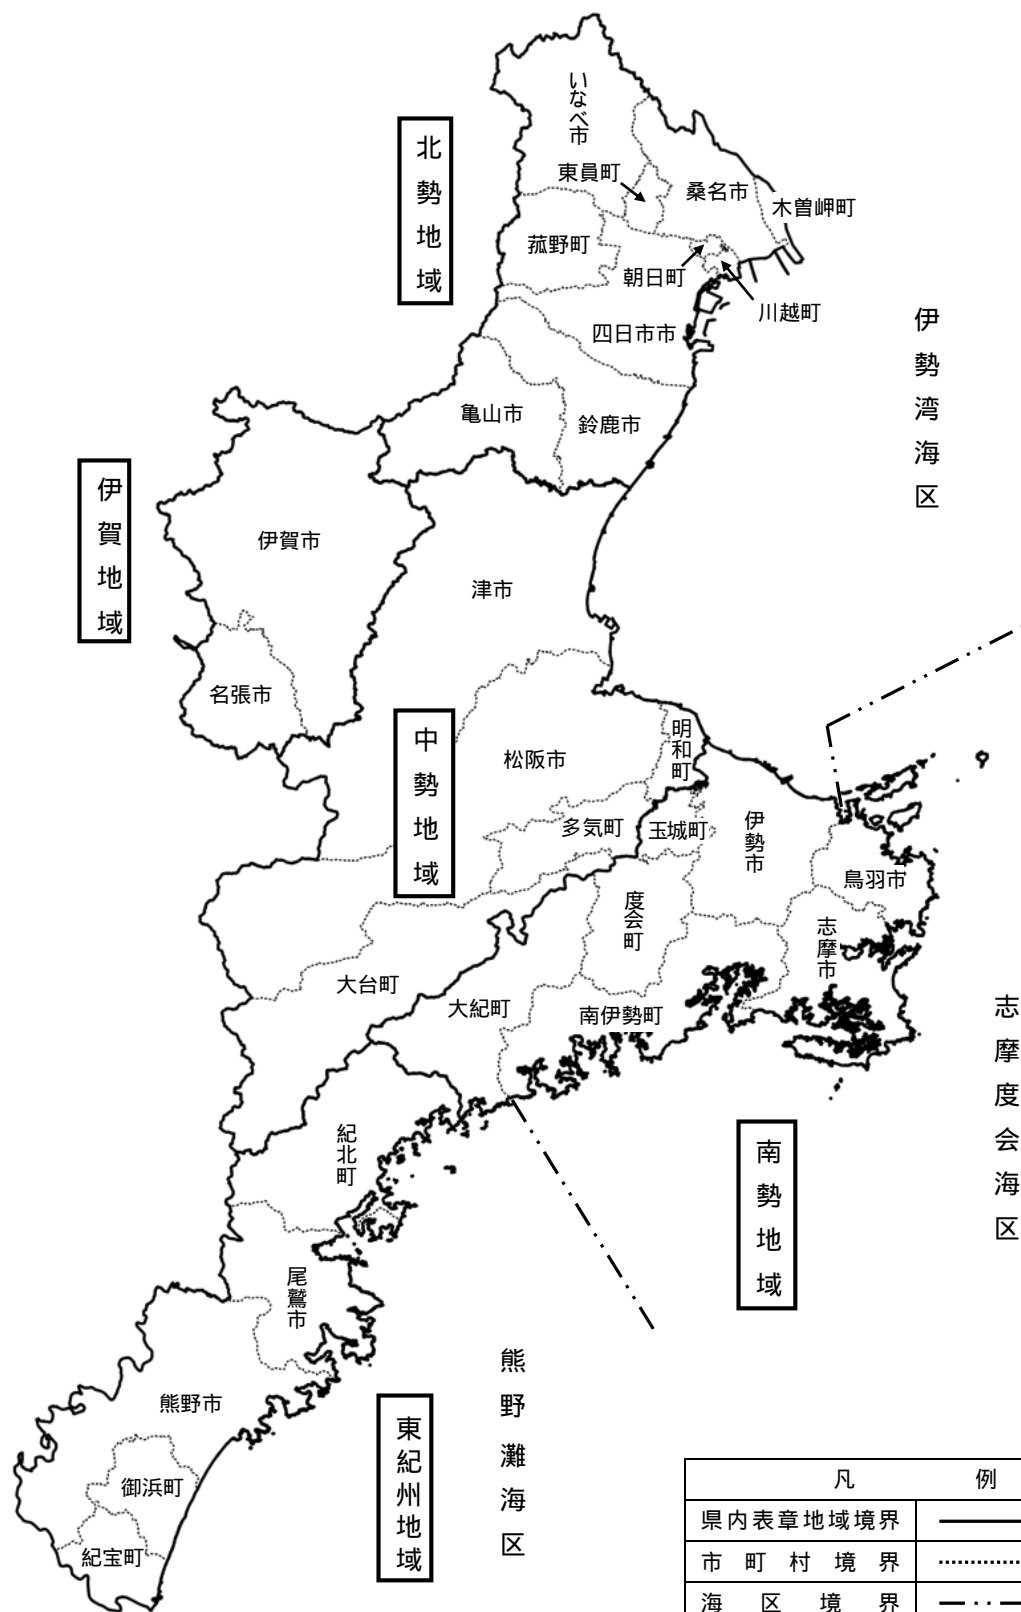 いなべ市
北勢地域
東員町
桑名市
木曽岬町
菰野町
朝日町
川越町
四日市市
伊勢湾海区
亀山市
鈴鹿市
伊賀地域
伊賀市
津市
名張市
中勢地域
松阪市
明和町
多気町
玉城町
伊勢市
鳥羽市
度会町
志摩市
大台町
大紀町
南伊勢町
志摩度会海区
紀北町
南勢地域
尾鷲市
熊野灘海区
熊野市
東紀州地域
御浜町
紀宝町
凡 例
県内表章地域境界
市町村境界
海区境界